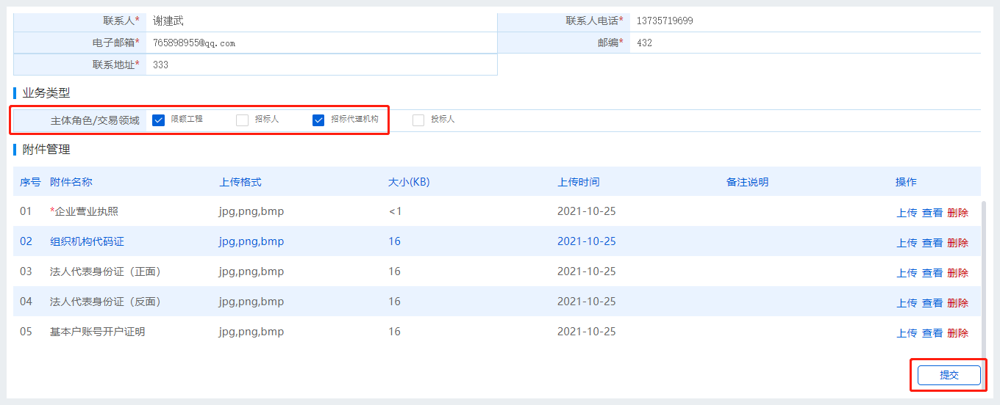 联系人* 谢建武 联系人电话* 13735719699
电子邮箱* 765898955@qq.com 邮编* 432
联系地址* 333
业务类型
主体角色/交易领域 限额工程 招标人 招标代理机构 投标人
附件管理
序号 附件名称 上传格式 大小(KB) 上传时间 备注说明 操作
01 *企业营业执照 jpg,png,bmp <1 2021-10-25 上传 查看 删除
02 组织机构代码证 jpg,png,bmp 16 2021-10-25 上传 查看 删除
03 法人代表身份证（正面） jpg,png,bmp 16 2021-10-25 上传 查看 删除
04 法人代表身份证（反面） jpg,png,bmp 16 2021-10-25 上传 查看 删除
05 基本户账号开户证明 jpg,png,bmp 16 2021-10-25 上传 查看 删除
提交